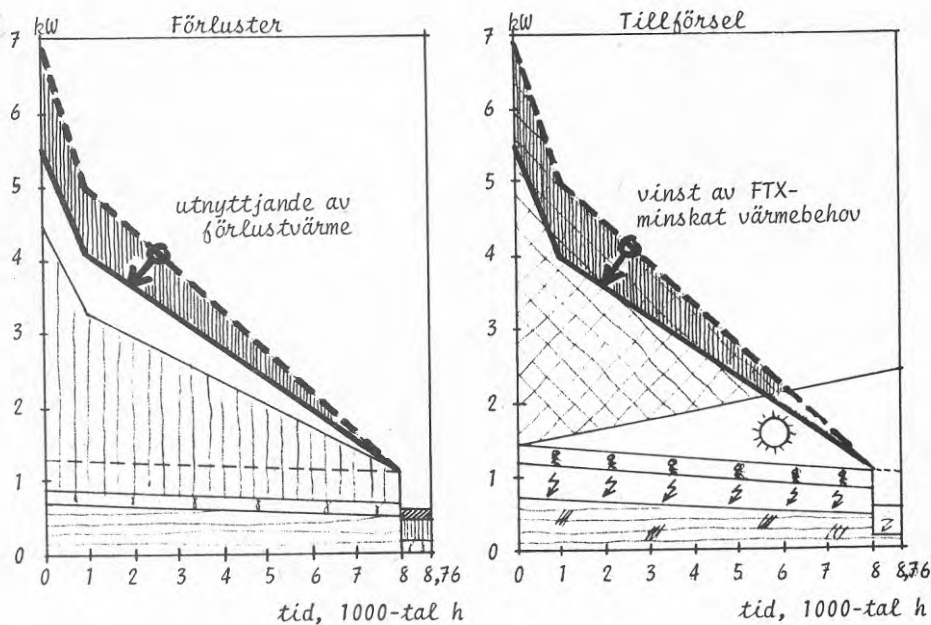 kW
Förluster
7
6
5
4
3
2
1
0
utnyttjande av
förlustvärme
0 1 2 3 4 5 6 7 8 8,76
tid, 1000-tal h
kW
Tillförsel
7
6
5
4
3
2
1
0
vinst av FTX-
minskat värmebehov
0 1 2 3 4 5 6 7 8 8,76
tid, 1000-tal h